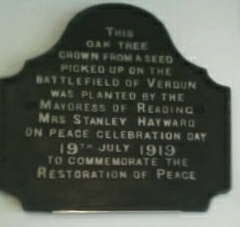 THIS
OAK TREE
GROWN FROM A SEED
PICKED UP ON THE
BATTLEFIELD OF VERDUN
WAS PLANTED BY THE
MAYORESS OF READING
MRS STANLEY HAYWARD
ON PEACE CELEBRATION DAY
19TH JULY 1919
TO COMMEMORATE THE
RESTORATION OF PEACE